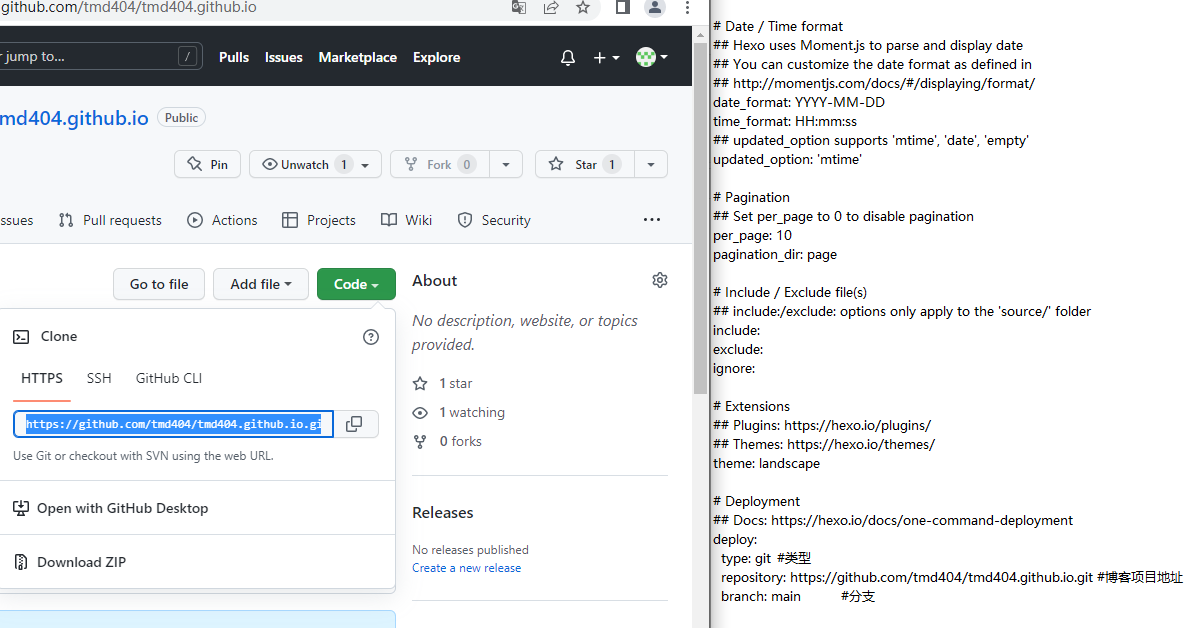 github.com/tmd404/tmd404.github.io
r jump to...
/
Pulls
Issues
Marketplace
Explore
md404.github.io
Public
Pin
Unwatch 1
Fork 0
Star 1
ssues
Pull requests
Actions
Projects
Wiki
Security
Go to file
Add file
Code
Clone
HTTPS
SSH
GitHub CLI
https://github.com/tmd404/tmd404.github.io.gi
Use Git or checkout with SVN using the web URL.
Open with GitHub Desktop
Download ZIP
About
No description, website, or topics
provided.
1 star
1 watching
0 forks
Releases
No releases published
Create a new release
# Date / Time format
## Hexo uses Moment.js to parse and display date
## You can customize the date format as defined in
## http://momentjs.com/docs/#/displaying/format/
date_format: YYYY-MM-DD
time_format: HH:mm:ss
## updated_option supports 'mtime', 'date', 'empty'
updated_option: 'mtime'
# Pagination
## Set per_page to 0 to disable pagination
per_page: 10
pagination_dir: page
# Include / Exclude file(s)
## include:/exclude: options only apply to the 'source/' folder
include:
exclude:
ignore:
# Extensions
## Plugins: https://hexo.io/plugins/
## Themes: https://hexo.io/themes/
theme: landscape
# Deployment
## Docs: https://hexo.io/docs/one-command-deployment
deploy:
type: git #类型
repository: https://github.com/tmd404/tmd404.github.io.git #博客项目地址
branch: main #分支